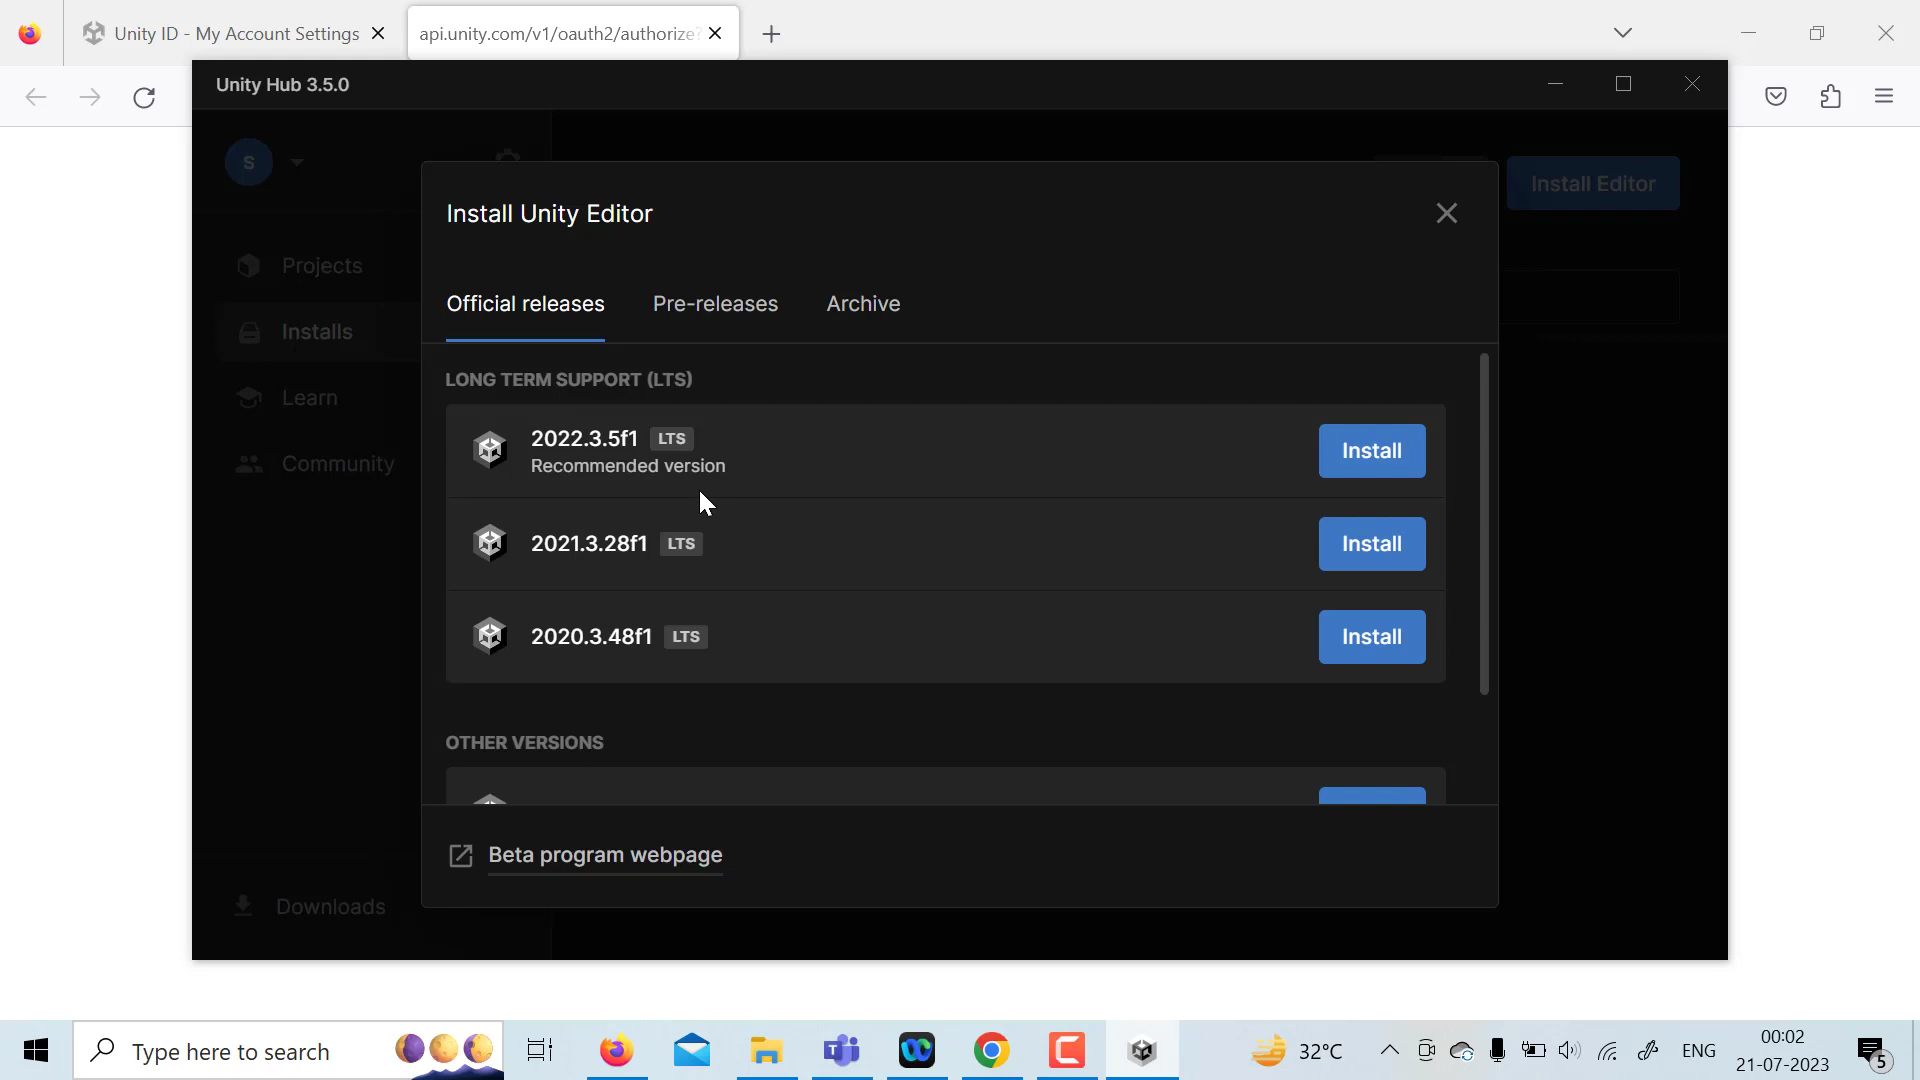 Unity ID - My Account Settings
api.unity.com/v1/oauth2/authorize?
Unity Hub 3.5.0
S
Install Editor
Install Unity Editor
Projects
Installs
Learn
Community
Downloads
Official releases
Pre-releases
Archive
LONG TERM SUPPORT (LTS)
2022.3.5f1 LTS
Recommended version
Install
2021.3.28f1 LTS
Install
2020.3.48f1 LTS
Install
OTHER VERSIONS
Beta program webpage
Type here to search
32°C
ENG
00:02
21-07-2023
5